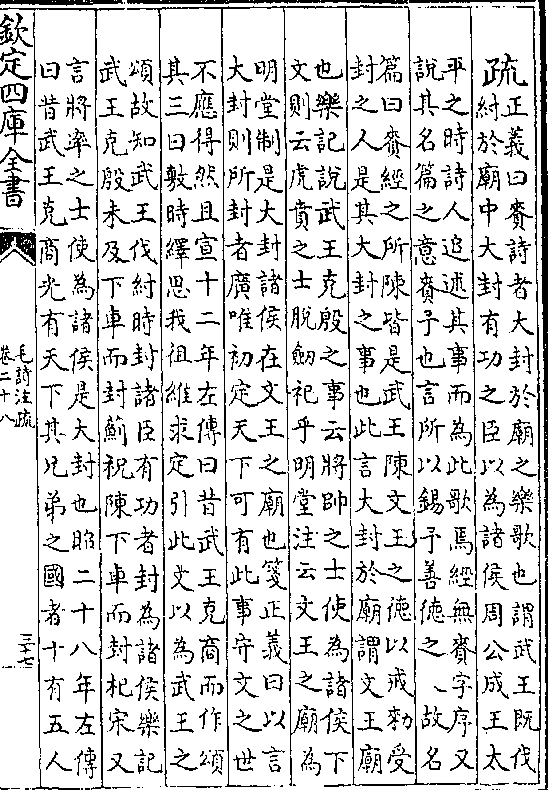 疏
正義曰賚詩者大封於廟之樂歌也謂武王既伐
紂於廟中大封有功之臣以為諸侯周公成王太
平之時詩人追述其事而為此歌焉經無賚字序又
說其名篇之意賚予也言所以錫予善德之、故名
篇曰賚經之所陳皆是武王陳文王之德以戒勑受
封之人是其大封之事也此言大封於廟謂文王廟
也樂記說武王克殷之事云將帥之士使為諸侯下
文則云虎賁之士脫劒祀乎明堂注云文王之廟為
明堂制是大封諸侯在文王之廟也箋正義曰以言
大封則所封者廣唯初定天下可有此事守文之世
不應得然且宣十二年左傳曰昔武王克商而作頌
其三曰敷時繹思我徂維求定引此文以為武王之
頌故知武王伐紂時封諸臣有功者封為諸侯樂記
武王克殷未及下車而封薊祝陳下車而封杞宋又
言將率之士使為諸侯是大封也昭二十八年左傳
曰昔武王克商光有天下其兄弟之國者十有五人
欽定四庫全書
毛詩注疏
卷二十八
三十七